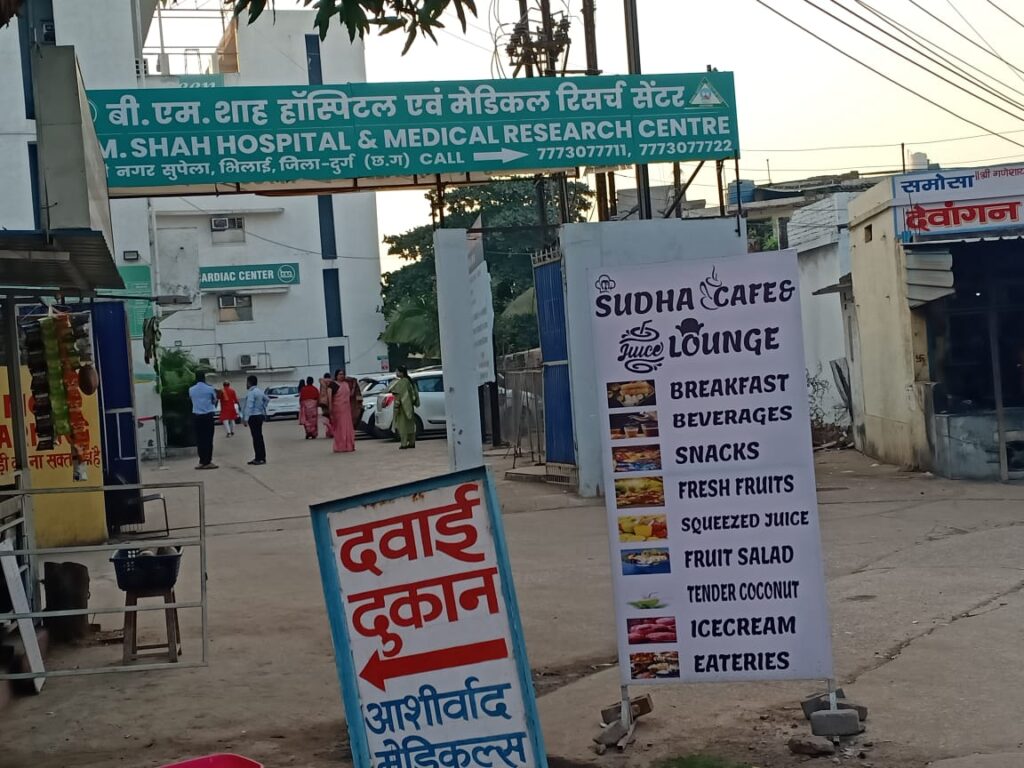 बी.एम.शाह हॉस्पिटल एवं मेडिकल रिसर्च सेंटर
M. SHAH HOSPITAL & MEDICAL RESEARCH CENTRE
नगर सुपेला, भिलाई, जिला-दुर्ग (छ.ग) CALL 7773077711, 7773077722
CARDIAC CENTER
समोसा
देवांगन
SUDHA CAFE&
Juice LOUNGE
BREAKFAST
BEVERAGES
SNACKS
FRESH FRUITS
SQUEEZED JUICE
FRUIT SALAD
TENDER COCONUT
ICECREAM
EATERIES
दवाई
दुकान
आशीर्वाद
मेडिकल्स